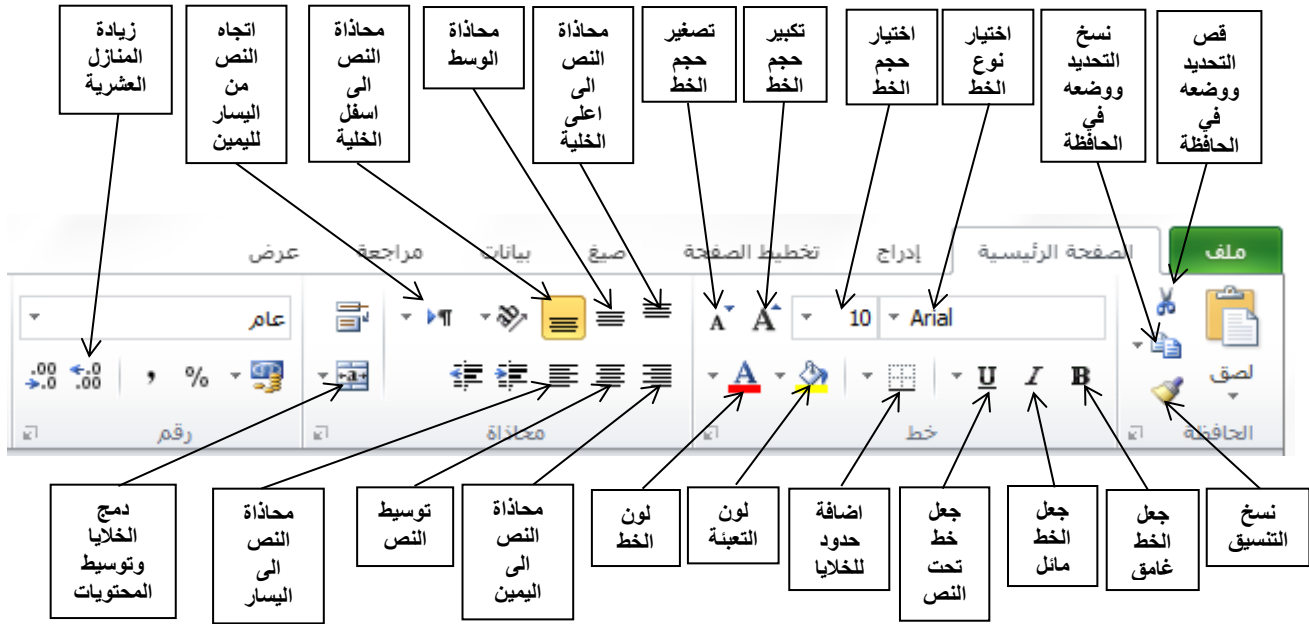 قص
التحديد
ووضعه
في
الحافظة
نسخ
التحديد
ووضعه
في
الحافظة
اختيار
نوع
الخط
اختيار
حجم
الخط
تكبير
حجم
الخط
تصغير
حجم
الخط
محاذاة
النص
الى
اعلى
الخلية
محاذاة
الوسط
محاذاة
النص
الى
اسفل
الخلية
اتجاه
النص
من
اليسار
لليمين
زيادة
المنازل
العشرية
ملف
الصفحة الرئيسية
إدراج
تخطيط الصفحة
صيغ
بيانات
مراجعة
عرض
Arial
10
عام
لصق
B
I
U
A
%
,
.00
.0
.0
.00
الحافظة
خط
محاذاة
رقم
نسخ
التنسيق
جعل
الخط
غامق
جعل
الخط
مائل
جعل
خط
تحت
النص
اضافة
حدود
للخلايا
لون
التعبئة
لون
الخط
محاذاة
النص
الى
اليمين
توسيط
النص
محاذاة
النص
الى
اليسار
دمج
الخلايا
وتوسيط
المحتويات